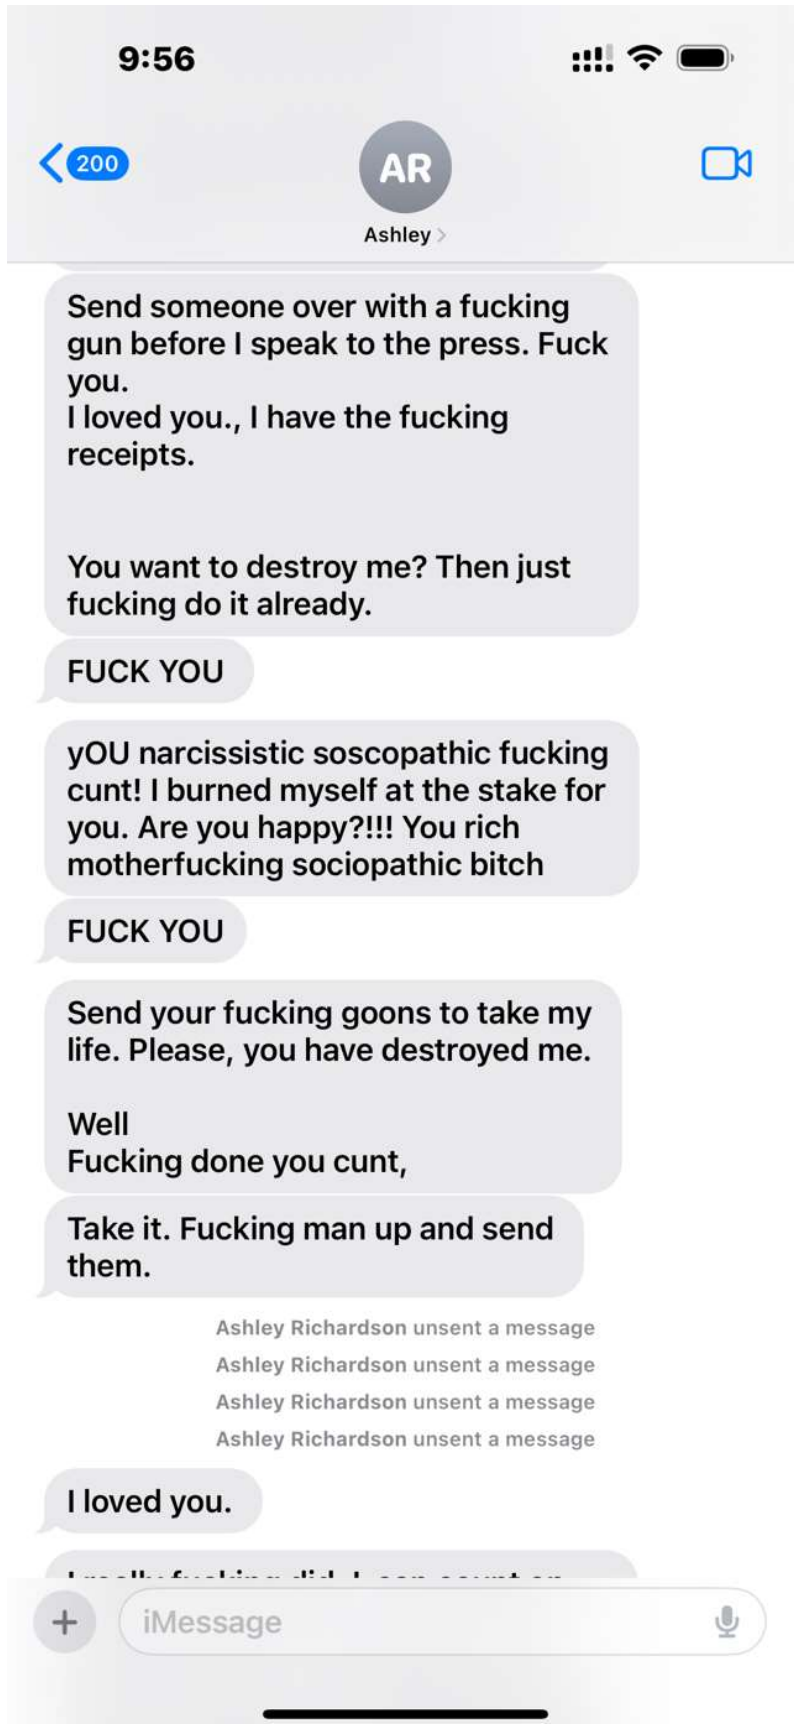 9:56
200
AR
Ashley
Send someone over with a fucking
gun before I speak to the press. Fuck
you.
I loved you., I have the fucking
receipts.
You want to destroy me? Then just
fucking do it already.
FUCK YOU
yOU narcissistic soscopathic fucking
cunt! I burned myself at the stake for
you. Are you happy?!!! You rich
motherfucking sociopathic bitch
FUCK YOU
Send your fucking goons to take my
life. Please, you have destroyed me.
Well
Fucking done you cunt,
Take it. Fucking man up and send
them.
Ashley Richardson unsent a message
Ashley Richardson unsent a message
Ashley Richardson unsent a message
Ashley Richardson unsent a message
I loved you.
iMessage